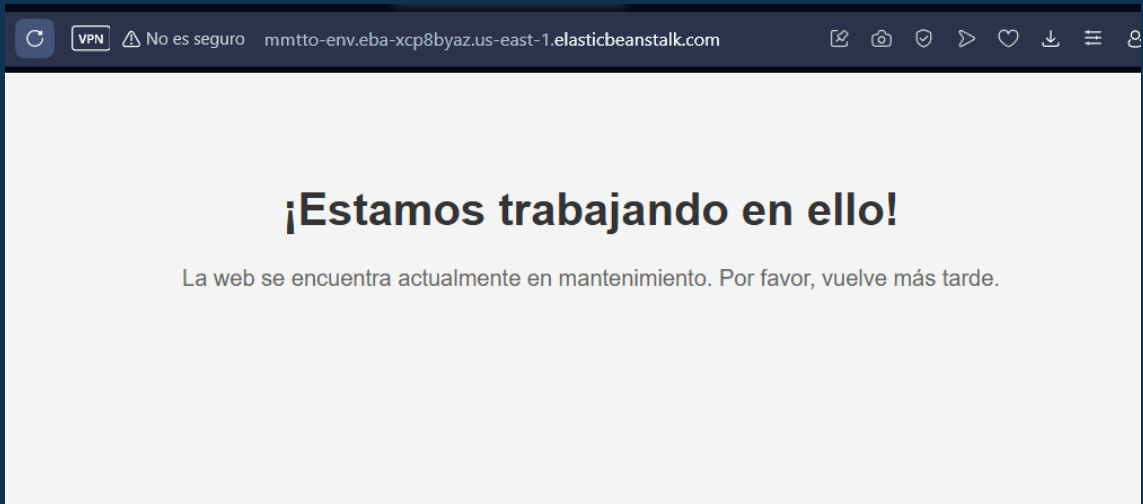 VPN No es seguro mmtto-env.eba-xcp8byaz.us-east-1.elasticbeanstalk.com
¡Estamos trabajando en ello!
La web se encuentra actualmente en mantenimiento. Por favor, vuelve más tarde.